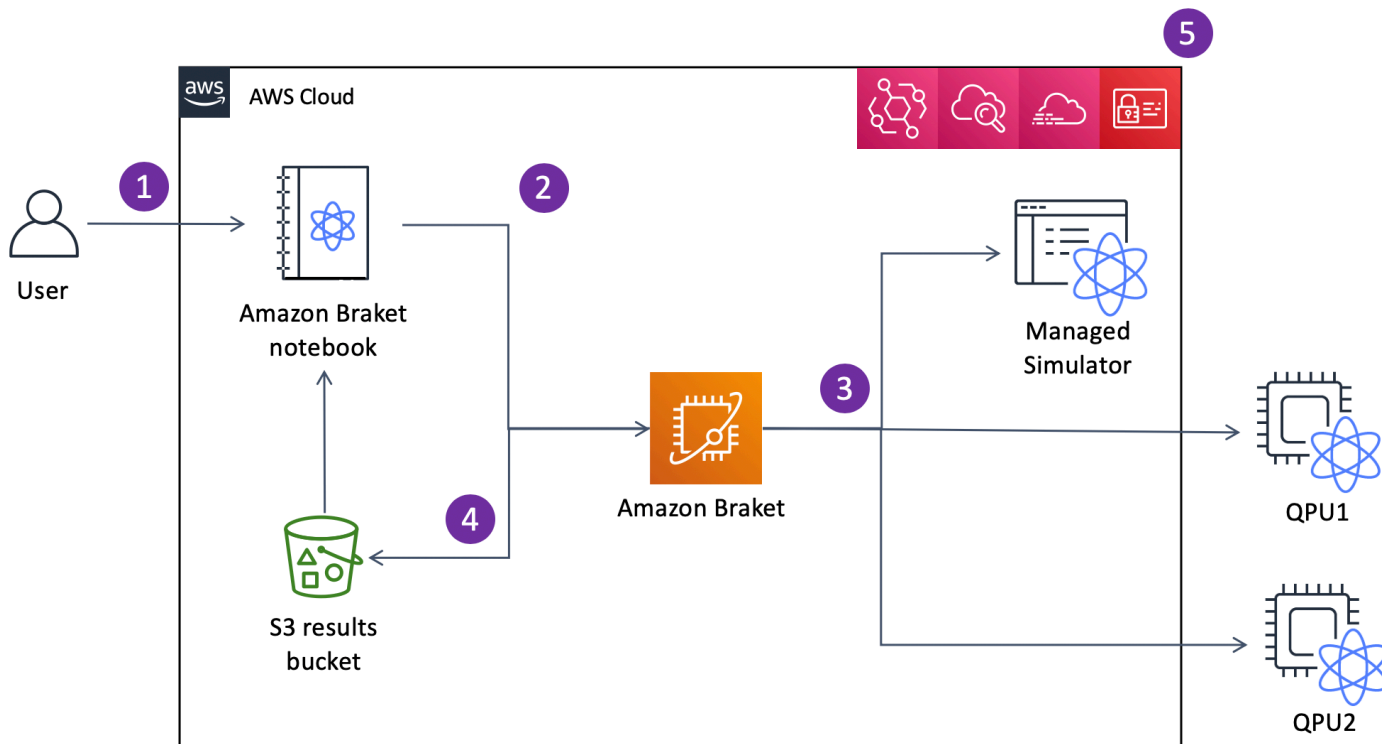 5
aws
AWS Cloud
1
2
User
Amazon Braket
notebook
Managed
Simulator
3
Amazon Braket
QPU1
4
S3 results
bucket
QPU2